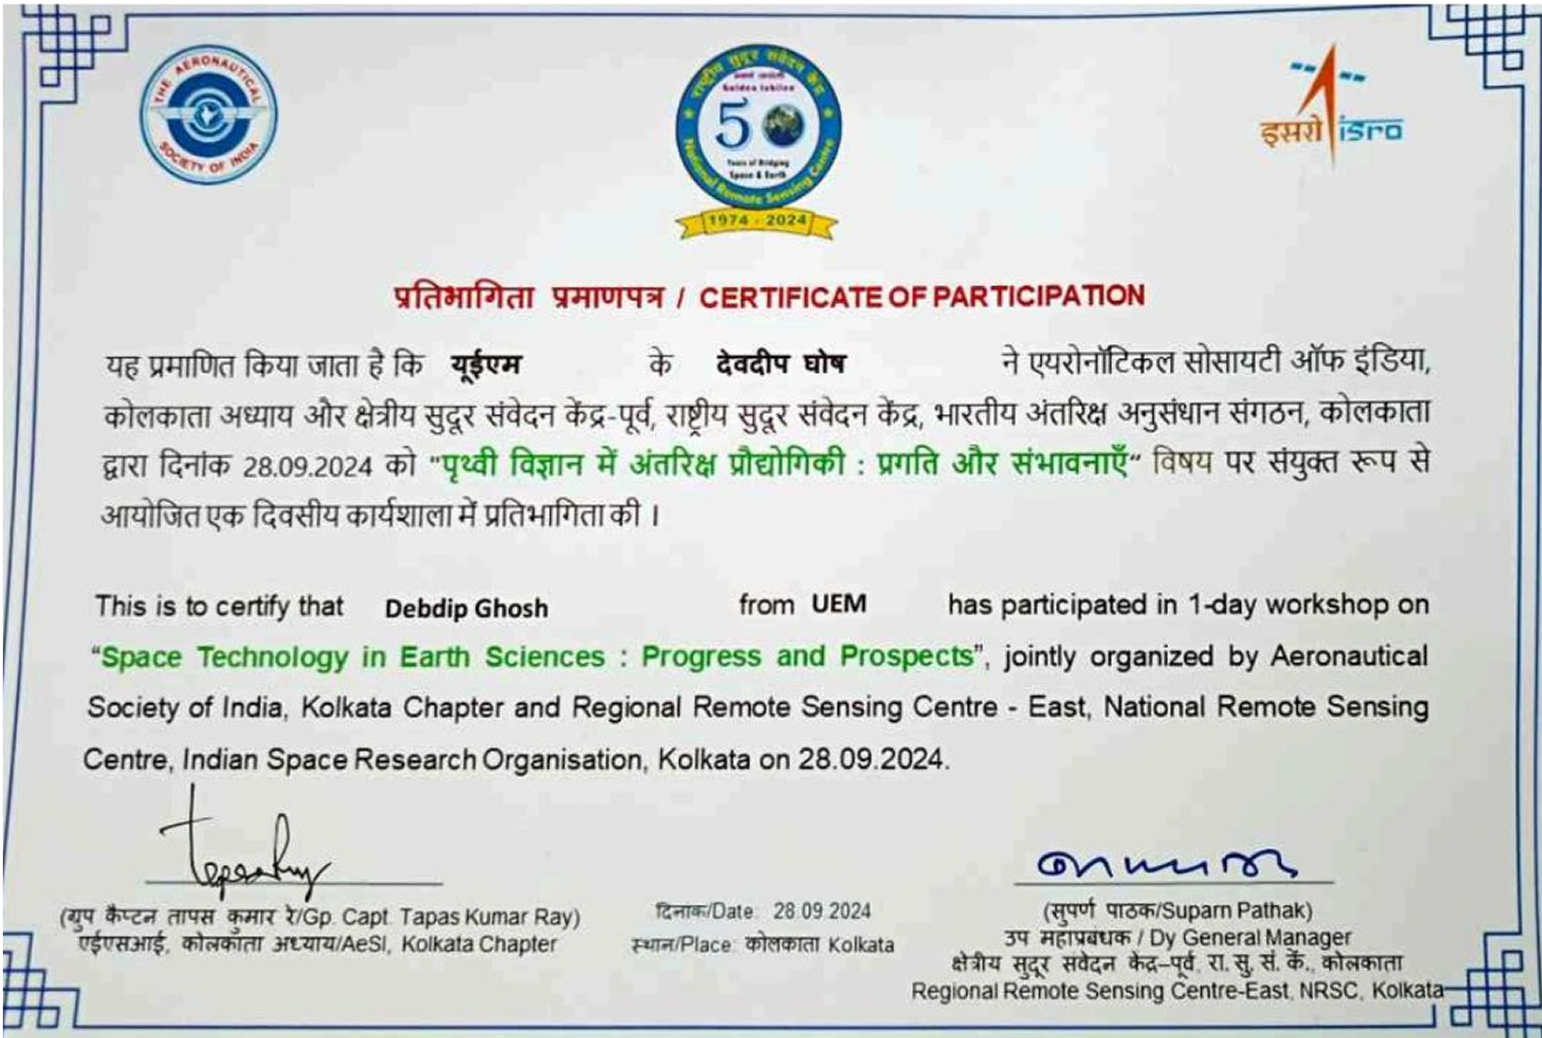 THE AERONAUTICAL
SOCIETY OF INDIA
राष्ट्रीय सुदूर संवेदन केंद्र
Golden Jubilee
50
Years of Bridging
Space & Earth
National Remote Sensing Centre
1974 - 2024
इसरो isro
प्रतिभागिता प्रमाणपत्र / CERTIFICATE OF PARTICIPATION
यह प्रमाणित किया जाता है कि यूईएम के देवदीप घोष ने एयरोनॉटिकल सोसायटी ऑफ इंडिया,
कोलकाता अध्याय और क्षेत्रीय सुदूर संवेदन केंद्र-पूर्व, राष्ट्रीय सुदूर संवेदन केंद्र, भारतीय अंतरिक्ष अनुसंधान संगठन, कोलकाता
द्वारा दिनांक 28.09.2024 को "पृथ्वी विज्ञान में अंतरिक्ष प्रौद्योगिकी : प्रगति और संभावनाएँ" विषय पर संयुक्त रूप से
आयोजित एक दिवसीय कार्यशाला में प्रतिभागिता की ।
This is to certify that Debdip Ghosh from UEM has participated in 1-day workshop on
“Space Technology in Earth Sciences : Progress and Prospects”, jointly organized by Aeronautical
Society of India, Kolkata Chapter and Regional Remote Sensing Centre - East, National Remote Sensing
Centre, Indian Space Research Organisation, Kolkata on 28.09.2024.
(ग्रुप कैप्टन तापस कुमार रे/Gp. Capt. Tapas Kumar Ray)
एईएसआई, कोलकाता अध्याय/AeSI, Kolkata Chapter
दिनांक/Date: 28.09.2024
स्थान/Place: कोलकाता Kolkata
(सुपर्ण पाठक/Suparn Pathak)
उप महाप्रबंधक / Dy General Manager
क्षेत्रीय सुदूर संवेदन केंद्र–पूर्व, रा. सु. सं. कें., कोलकाता
Regional Remote Sensing Centre-East, NRSC, Kolkata